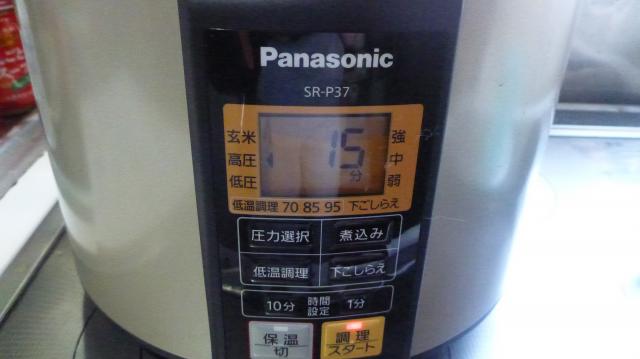 Panasonic
SR-P37
玄米 強
高圧 15 中
低圧 分 弱
低温調理 70 85 95 下ごしらえ
圧力選択 煮込み
低温調理 下ごしらえ
10分 時間設定 1分
保温 調理
切 スタート